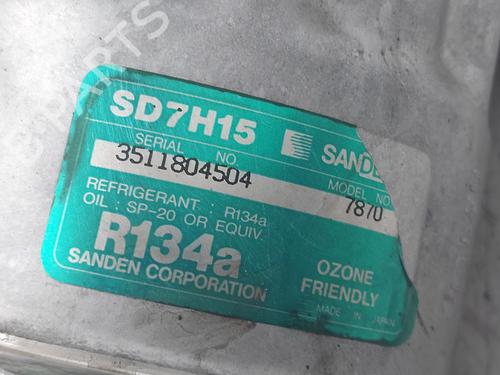 PARTS
SD7H15
SANDE
SERIAL NO.
3511804504
MODEL NO
7870
REFRIGERANT : R134a
OIL : SP-20 OR EQUIV.
R134a
SANDEN CORPORATION
OZONE
FRIENDLY
MADE IN JAPAN